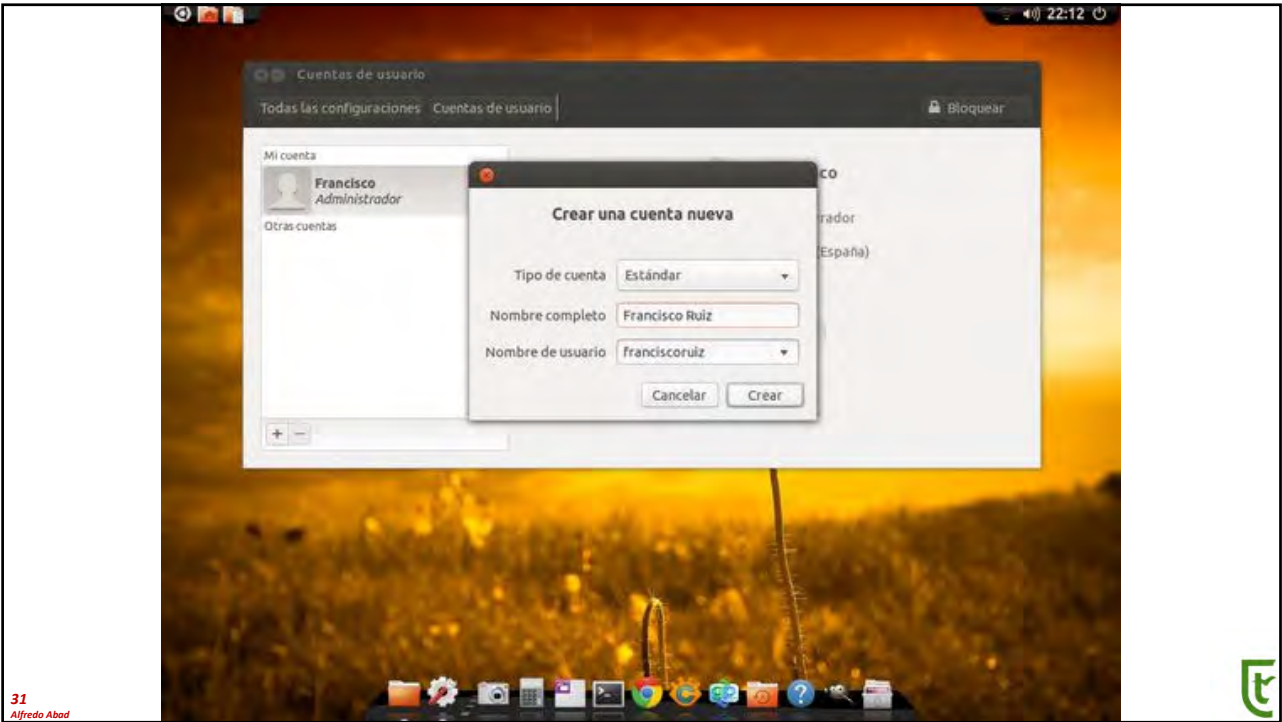 22:12
Cuentas de usuario
Todas las configuraciones Cuentas de usuario Bloquear
Mi cuenta
Francisco
Administrador
Otras cuentas
co
rador
(España)
Crear una cuenta nueva
Tipo de cuenta Estándar
Nombre completo Francisco Ruiz
Nombre de usuario franciscoruiz
Cancelar Crear
+ −
31
Alfredo Abad